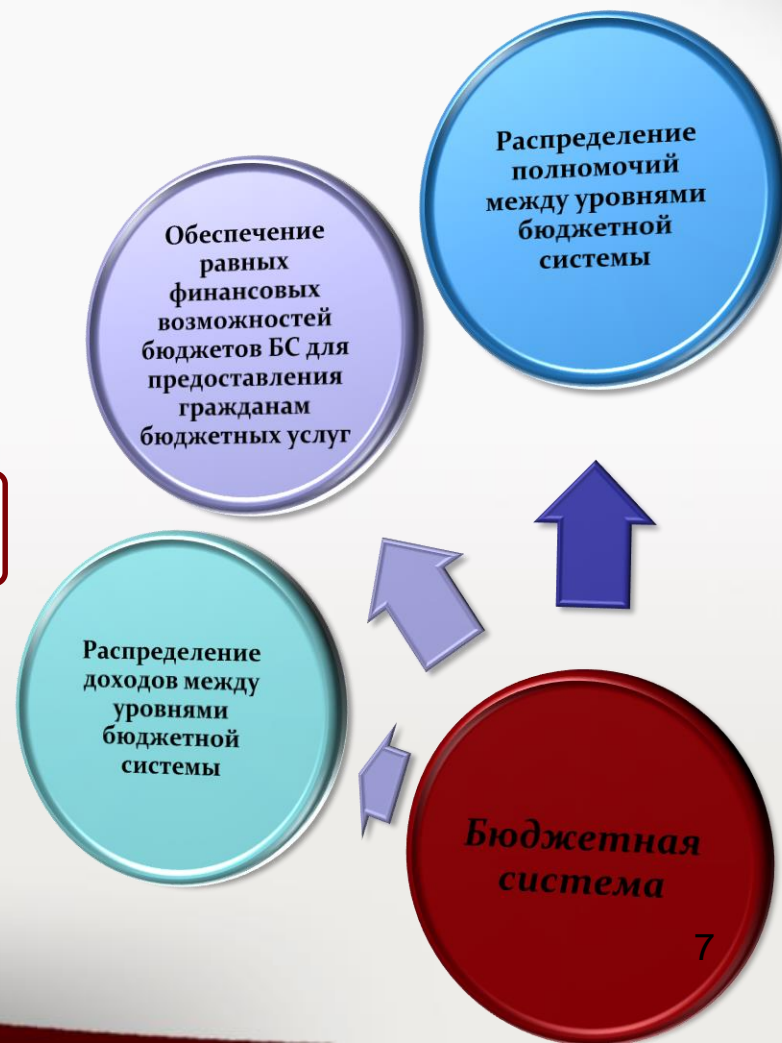 Распределение
полномочий
между уровнями
бюджетной
системы
Обеспечение
равных
финансовых
возможностей
бюджетов БС для
предоставления
гражданам
бюджетных услуг
Распределение
доходов между
уровнями
бюджетной
системы
Бюджетная
система
7